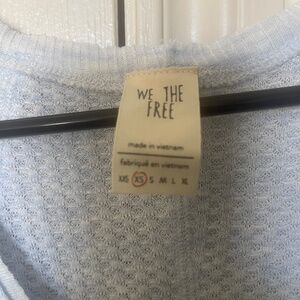 WE THE
FREE
made in vietnam
fabriqué en vietnam
XXS XS S M L XL